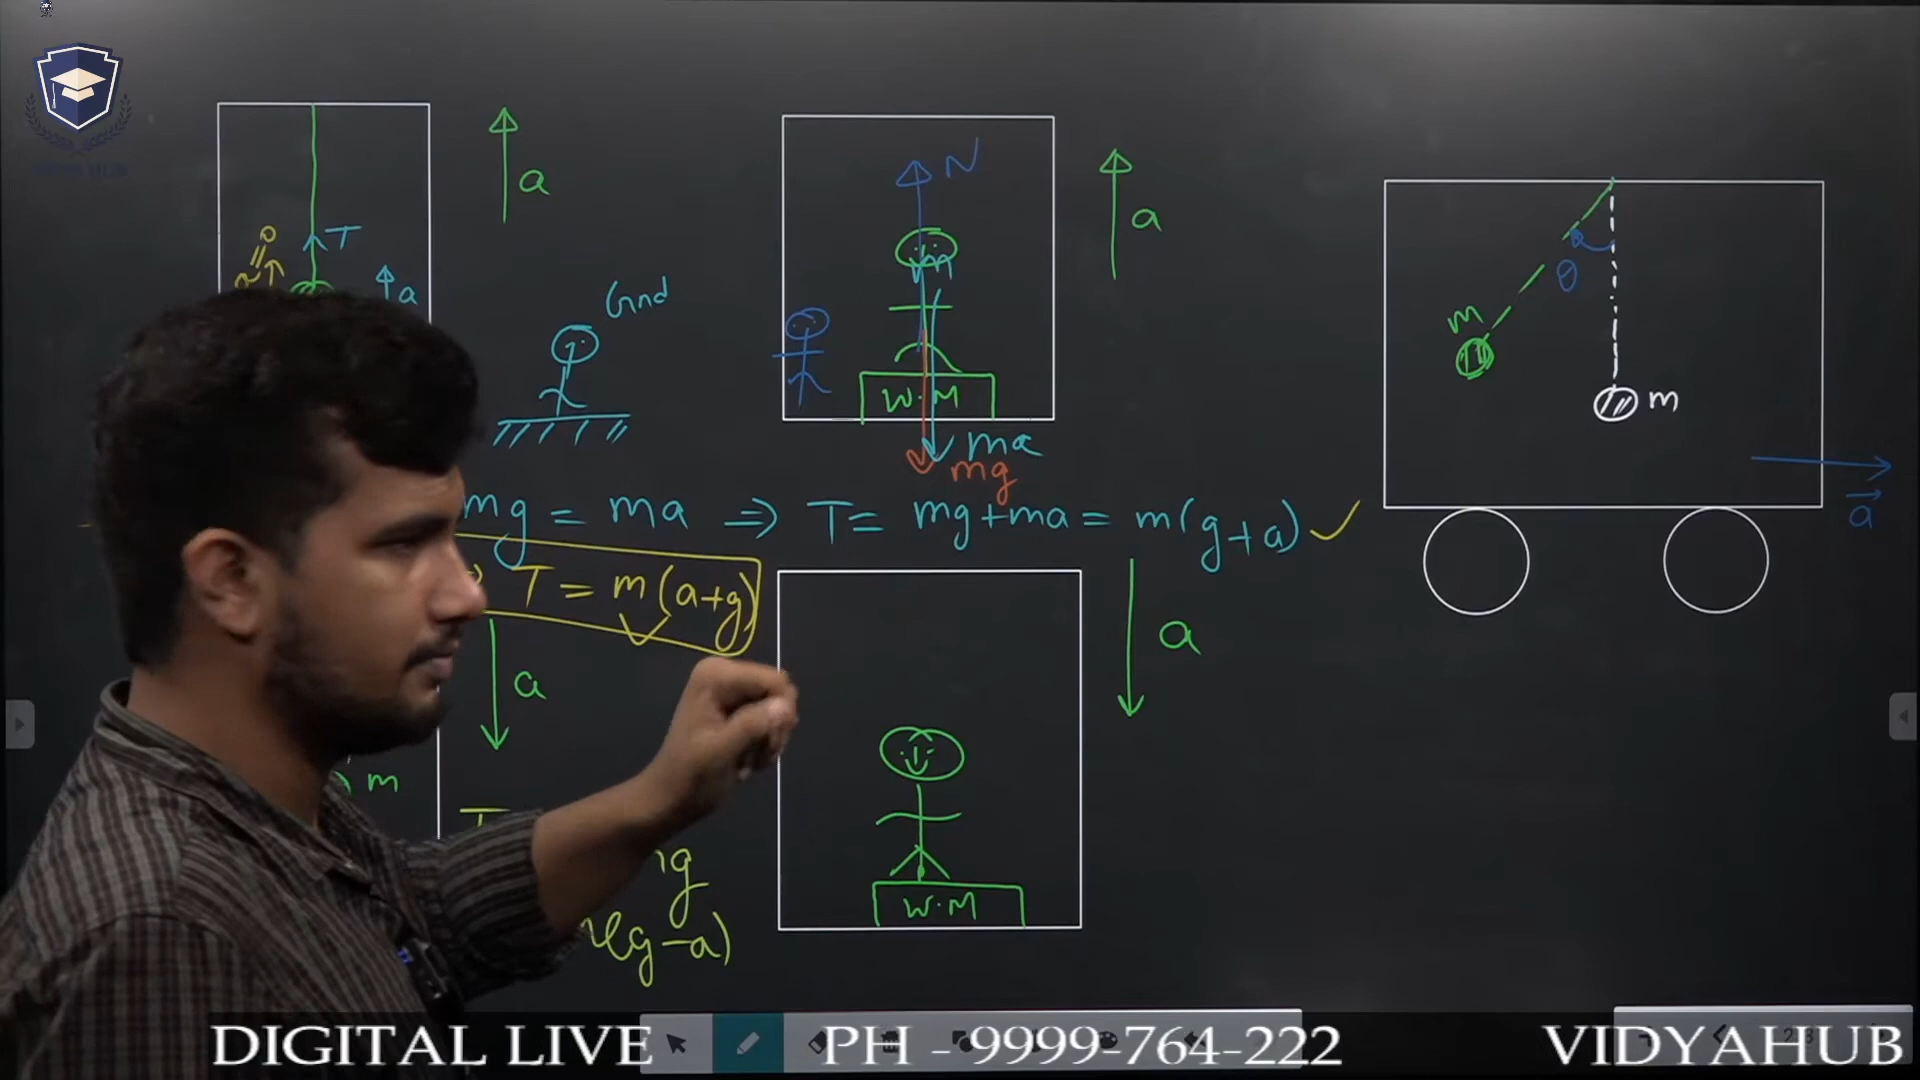 a
T
a
Gnd
N
m
a
W.M
ma
mg
m
θ
m
a
mg = ma ⇒ T = mg+ma = m(g+a) ✓
T = m(a+g)
a
m
g
(g-a)
W.M
a
DIGITAL LIVE PH - 9999-764-222 VIDYAHUB